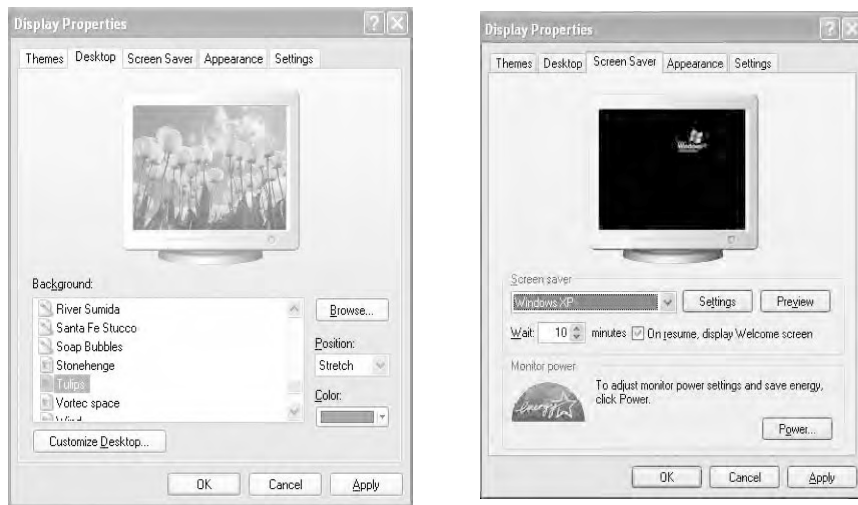 Display Properties
Themes Desktop Screen Saver Appearance Settings
Background:
River Sumida
Santa Fe Stucco
Soap Bubbles
Stonehenge
Tulips
Vortec space
Wind
Browse...
Position:
Stretch
Color:
Customize Desktop...
OK Cancel Apply
Display Properties
Themes Desktop Screen Saver Appearance Settings
Windows
Screen saver
Windows XP Settings Preview
Wait: 10 minutes On resume, display Welcome screen
Monitor power
energy
To adjust monitor power settings and save energy,
click Power.
Power...
OK Cancel Apply